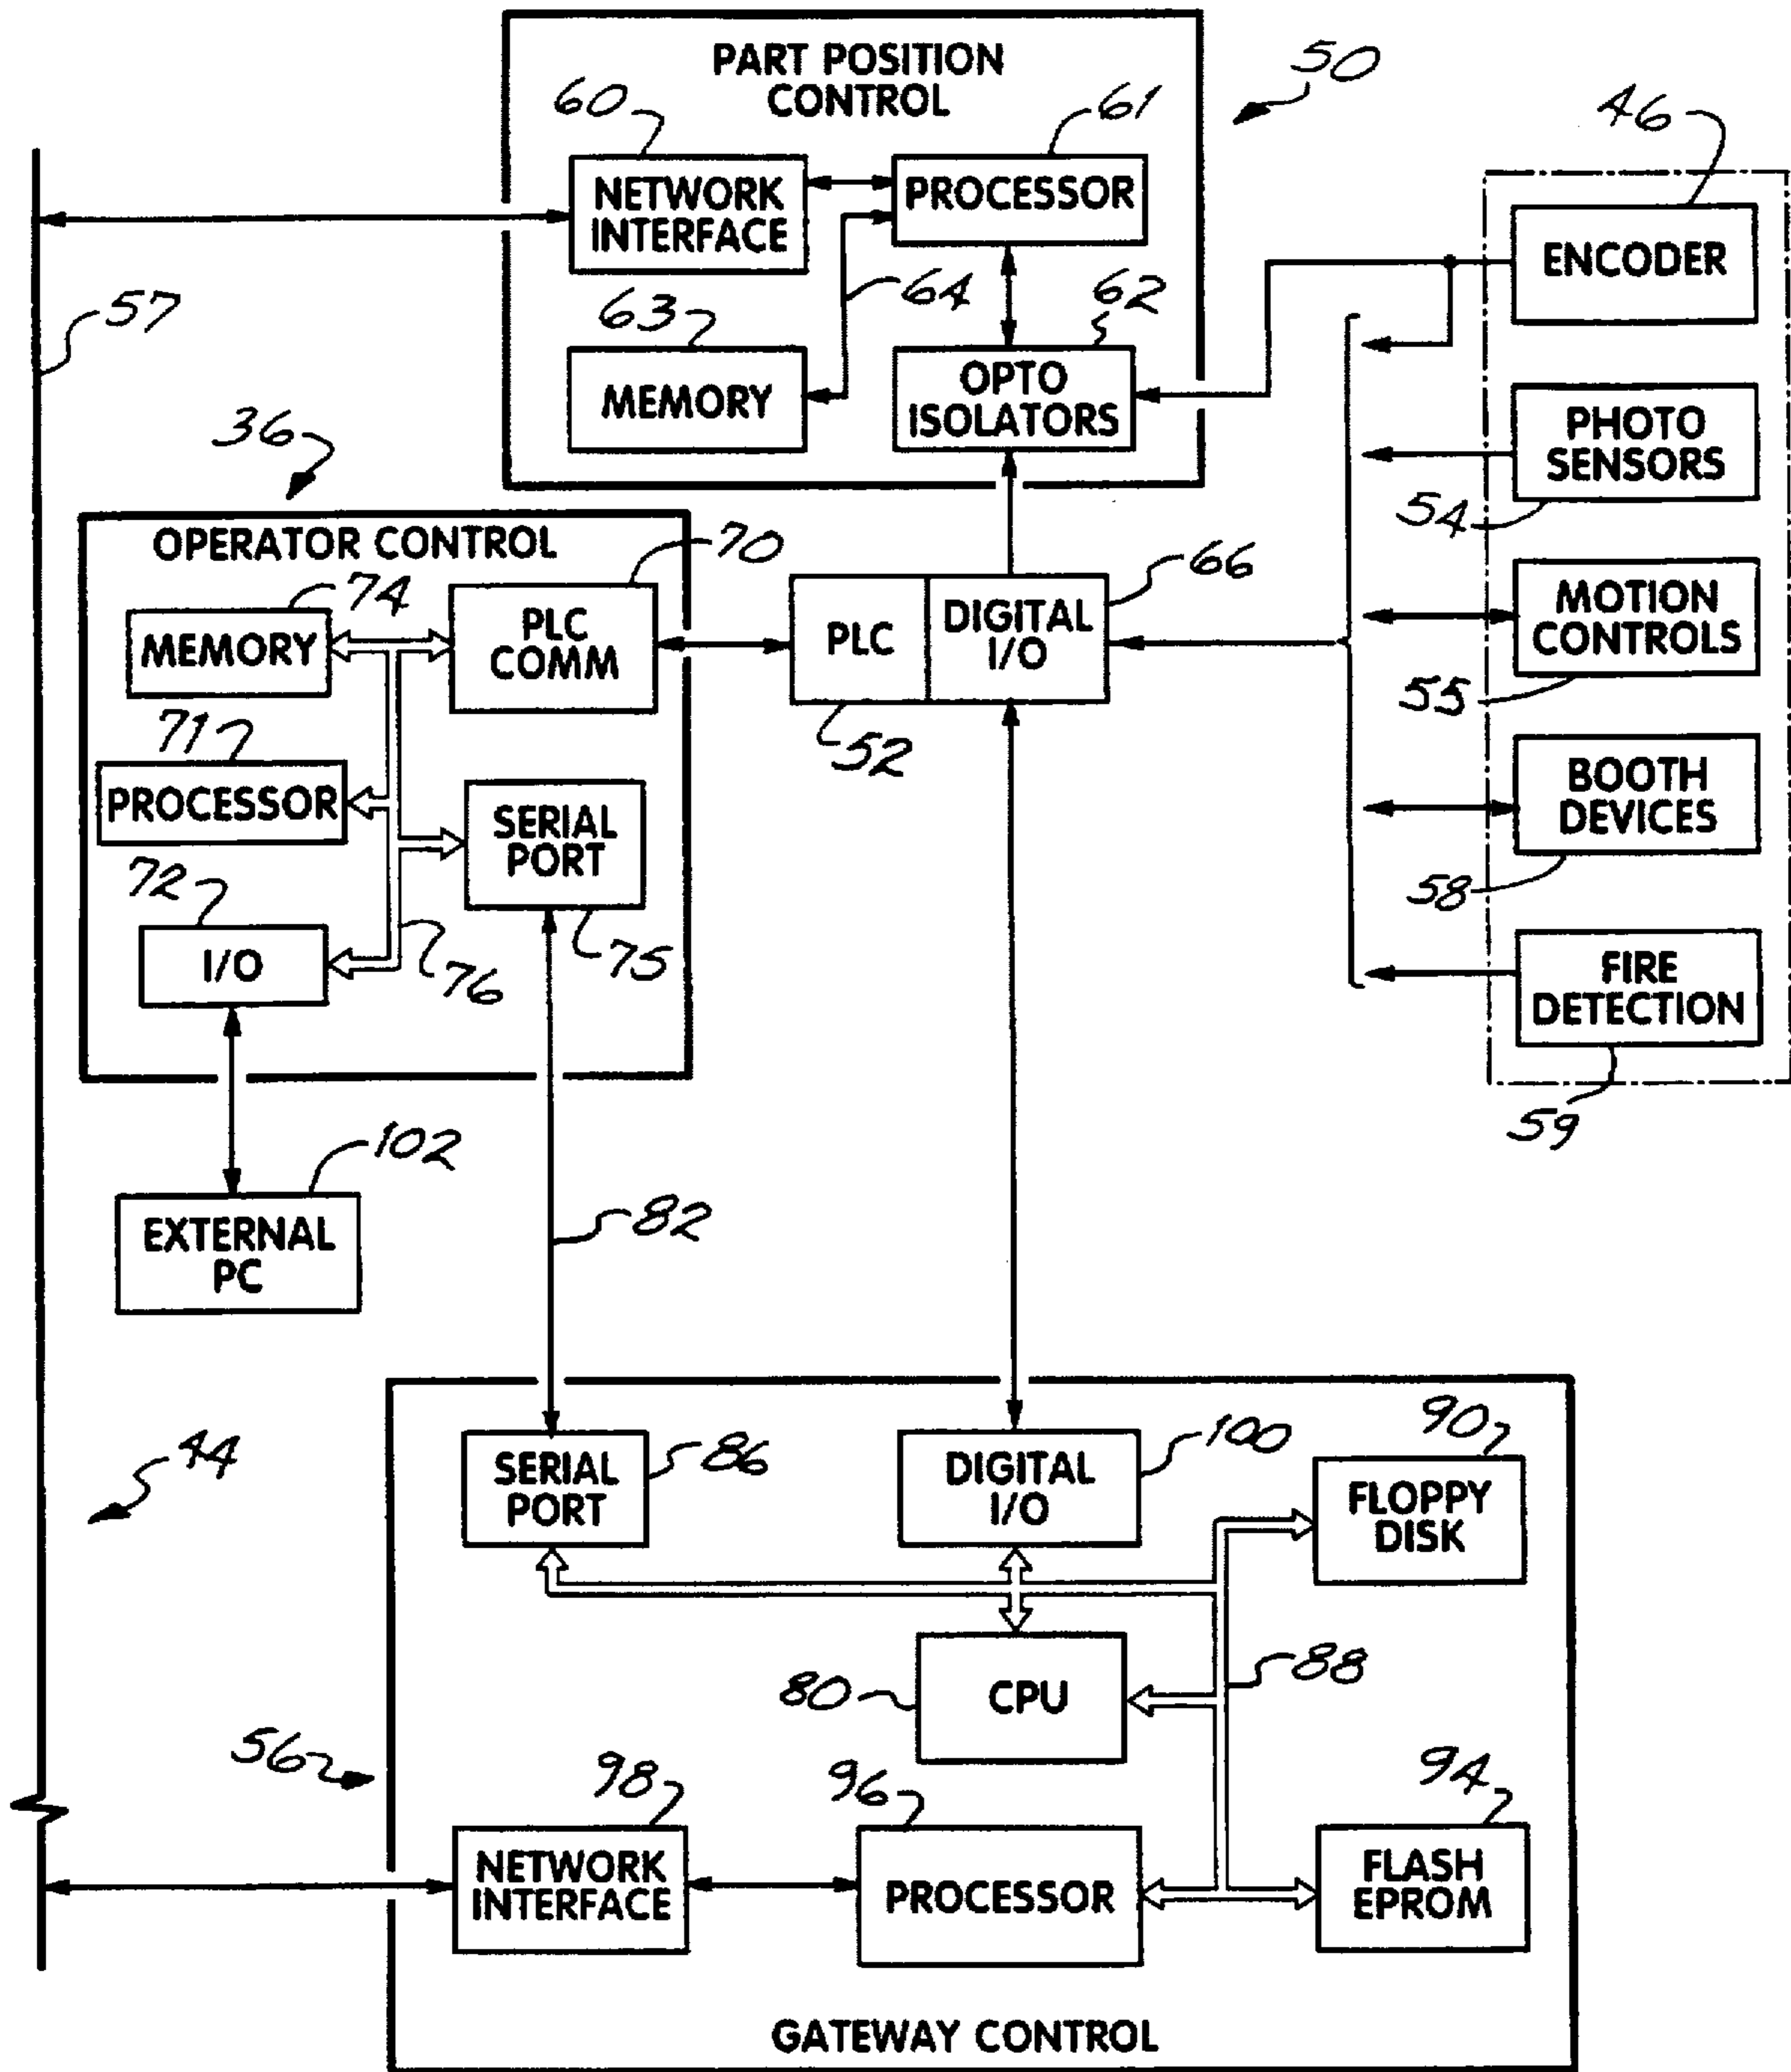 PART POSITION
CONTROL
50
60
61
46
NETWORK
INTERFACE
PROCESSOR
ENCODER
57
64
62
63
MEMORY
OPTO
ISOLATORS
PHOTO
SENSORS
54
36
OPERATOR CONTROL
70
66
74
MEMORY
PLC
COMM
PLC
DIGITAL
I/O
MOTION
CONTROLS
55
52
71
PROCESSOR
SERIAL
PORT
BOOTH
DEVICES
58
72
I/O
76
75
FIRE
DETECTION
59
102
EXTERNAL
PC
82
44
SERIAL
PORT
86
DIGITAL
I/O
100
90
FLOPPY
DISK
80
CPU
88
56
98
96
94
NETWORK
INTERFACE
PROCESSOR
FLASH
EPROM
GATEWAY CONTROL